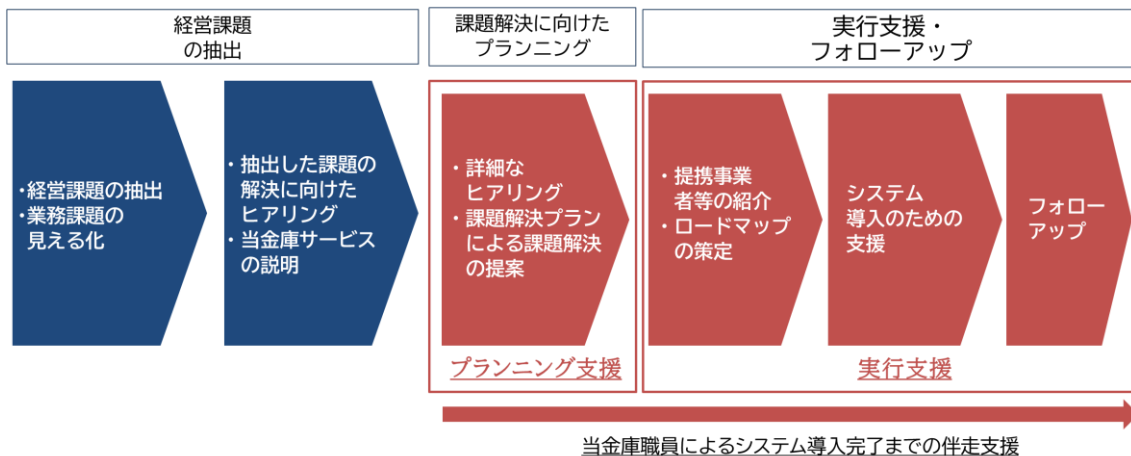 経営課題
の抽出
課題解決に向けた
プランニング
実行支援・
フォローアップ
・経営課題の抽出
・業務課題の
見える化
・抽出した課題の
解決に向けた
ヒアリング
・当金庫サービス
の説明
・詳細な
ヒアリング
・課題解決プラン
による課題解決
の提案
・提携事業
者等の紹介
・ロードマップ
の策定
システム
導入のための
支援
フォロー
アップ
プランニング支援
実行支援
当金庫職員によるシステム導入完了までの伴走支援